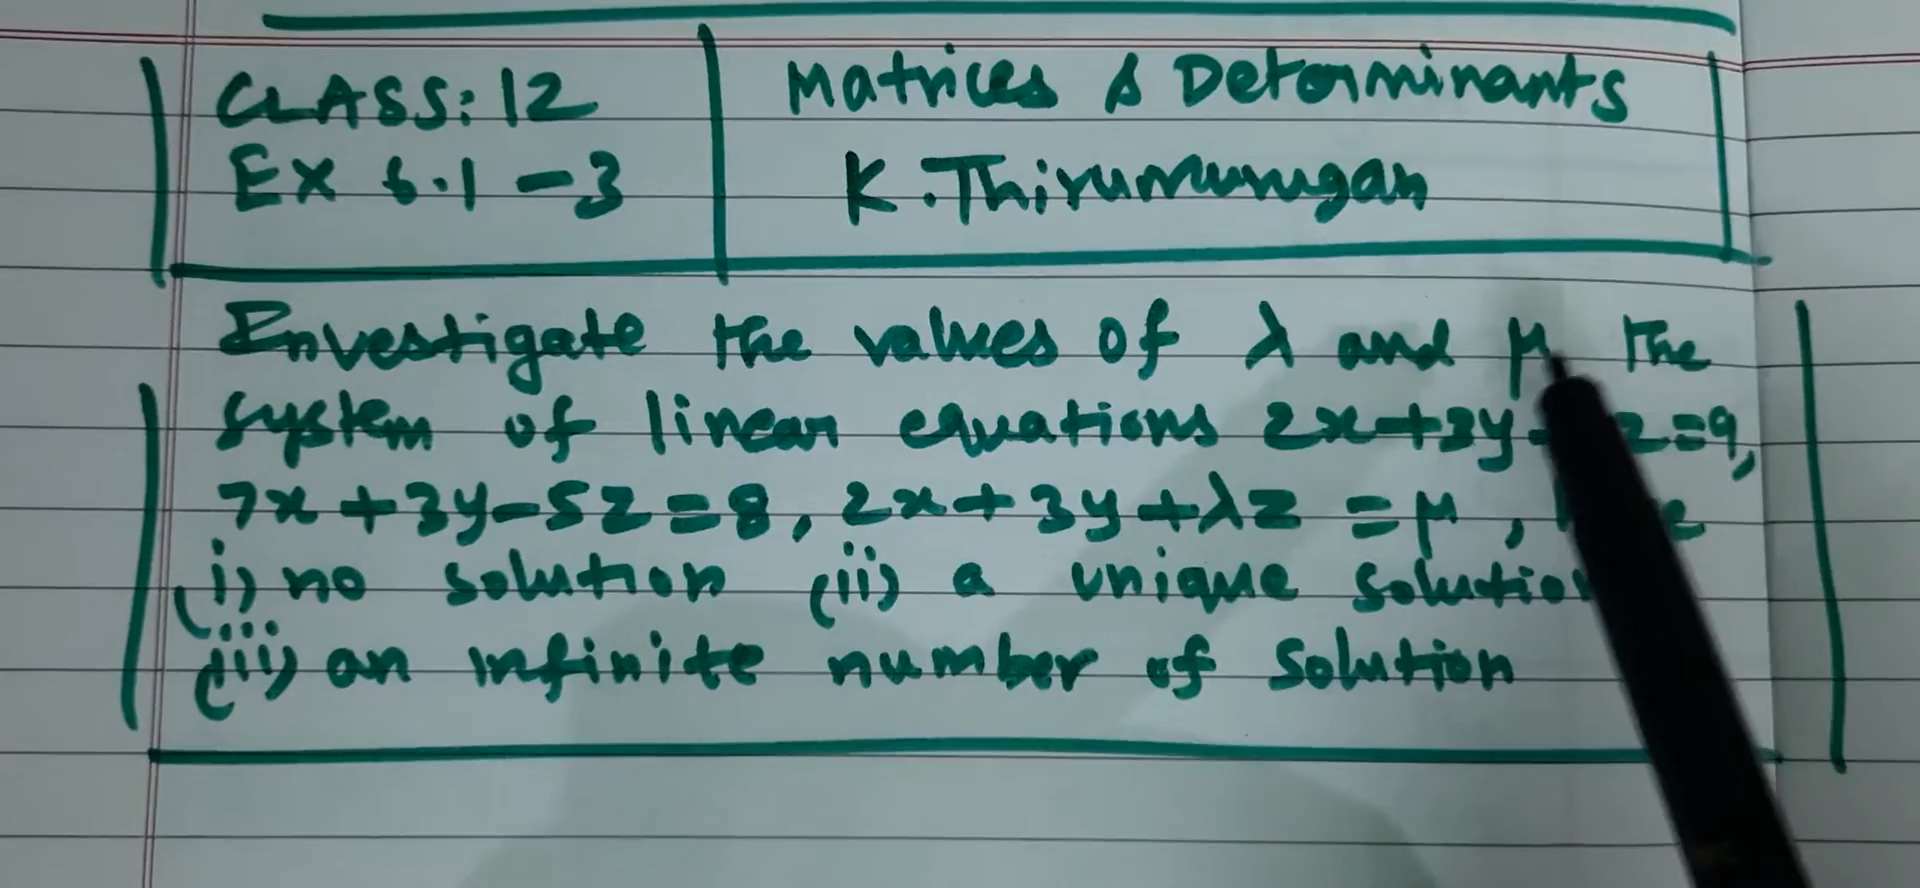 CLASS: 12
EX 6.1 - 3
Matrices & Determinants
K. Thirumurugan
Investigate the values of λ and μ the
system of linear equations 2x+3y z=9,
7x+3y-5z=8, 2x+3y+λz=μ,
(i) no solution (ii) a unique solution
(iii) an infinite number of solution